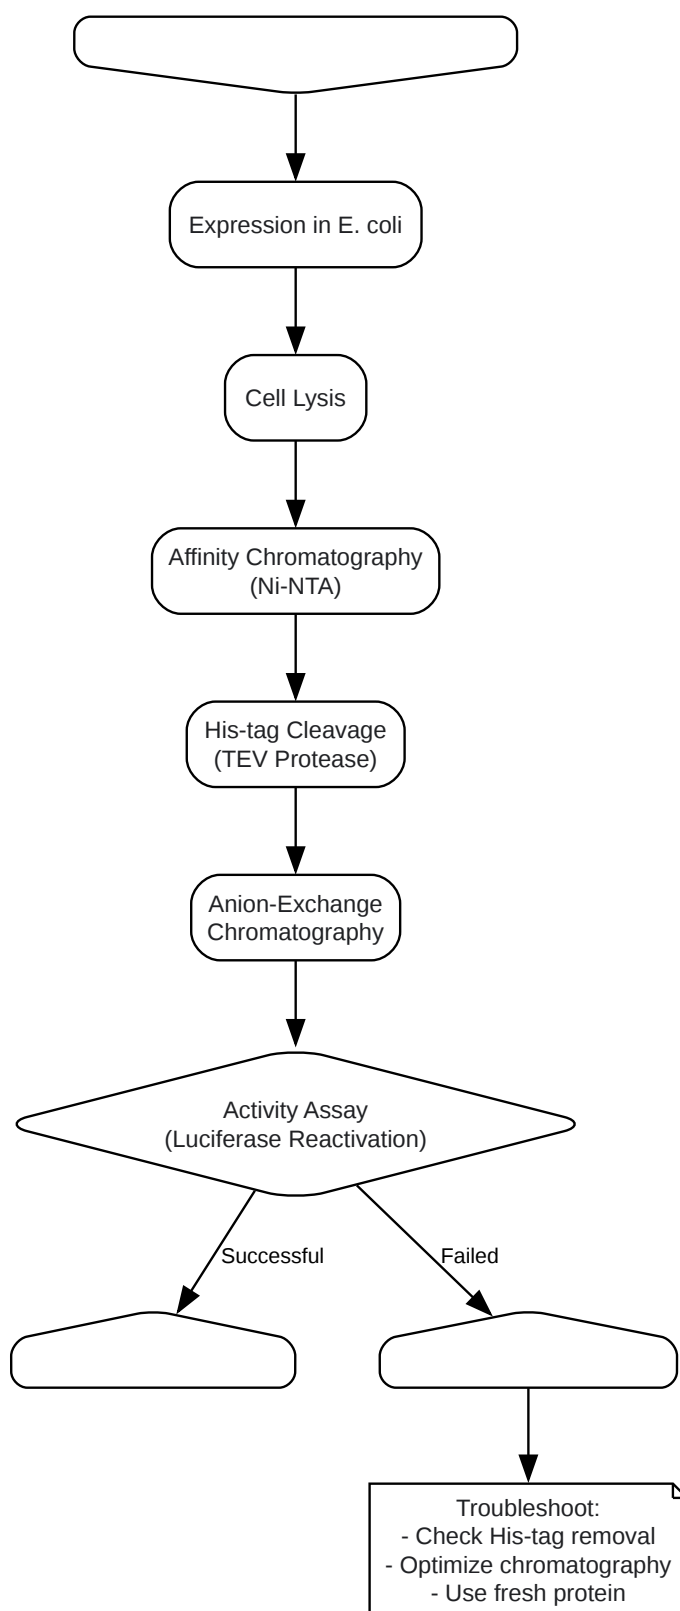 Expression in E. coli
Cell Lysis
Affinity Chromatography
(Ni-NTA)
His-tag Cleavage
(TEV Protease)
Anion-Exchange
Chromatography
Activity Assay
(Luciferase Reactivation)
Successful
Failed
Troubleshoot:
- Check His-tag removal
- Optimize chromatography
- Use fresh protein